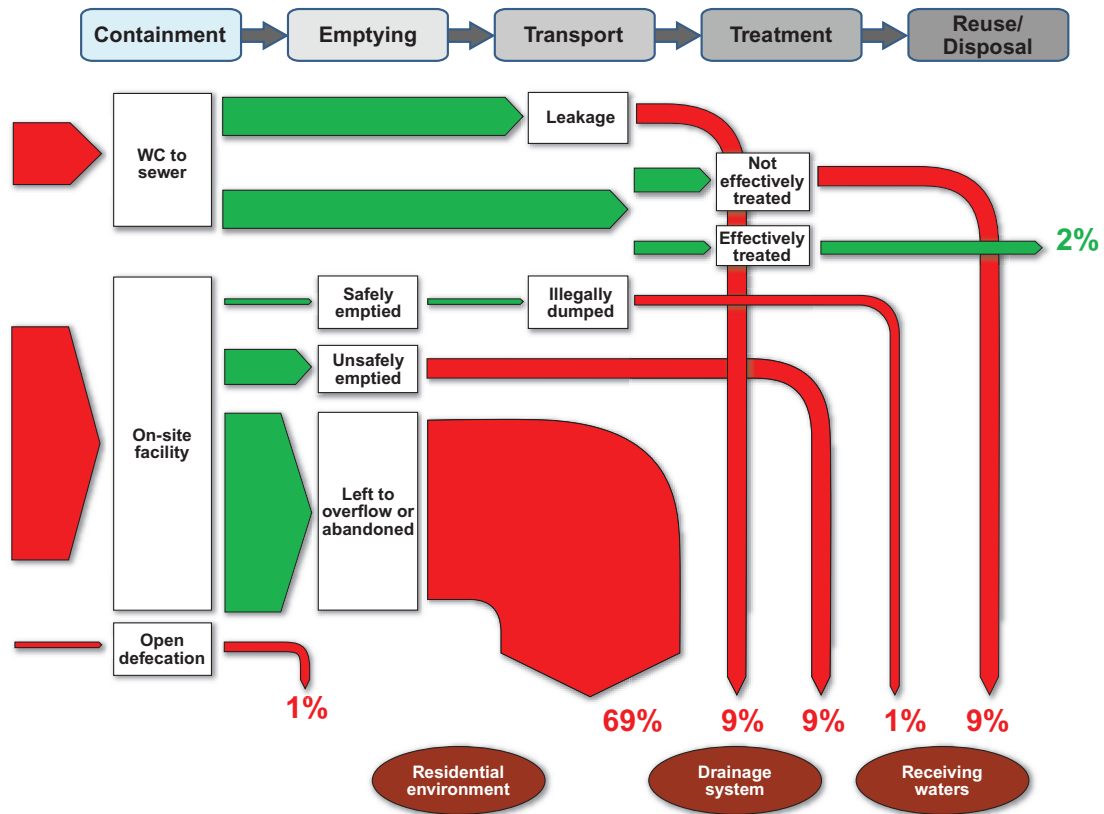 Containment
Emptying
Transport
Treatment
Reuse/
Disposal
WC to
sewer
Leakage
Not
effectively
treated
Effectively
treated
2%
On-site
facility
Safely
emptied
Illegally
dumped
Unsafely
emptied
Left to
overflow or
abandoned
Open
defecation
1%
69%
9%
9%
1%
9%
Residential
environment
Drainage
system
Receiving
waters